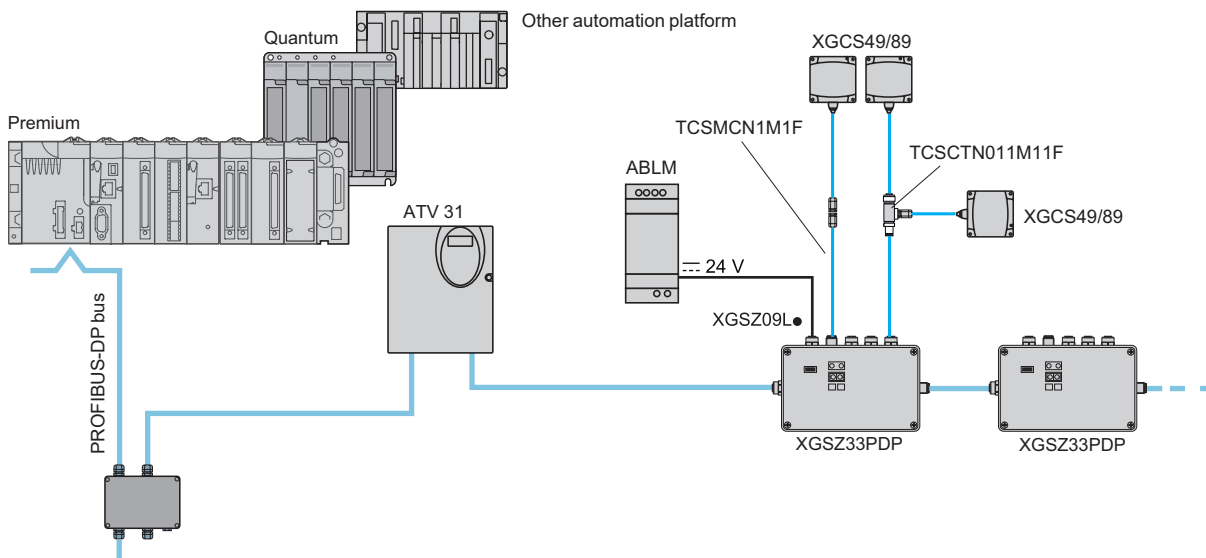 Other automation platform
Quantum
Premium
XGCS49/89
TCSMCN1M1F
TCSCTN011M11F
ABLM
XGCS49/89
ATV 31
24 V
XGSZ09L●
PROFIBUS-DP bus
XGSZ33PDP
XGSZ33PDP